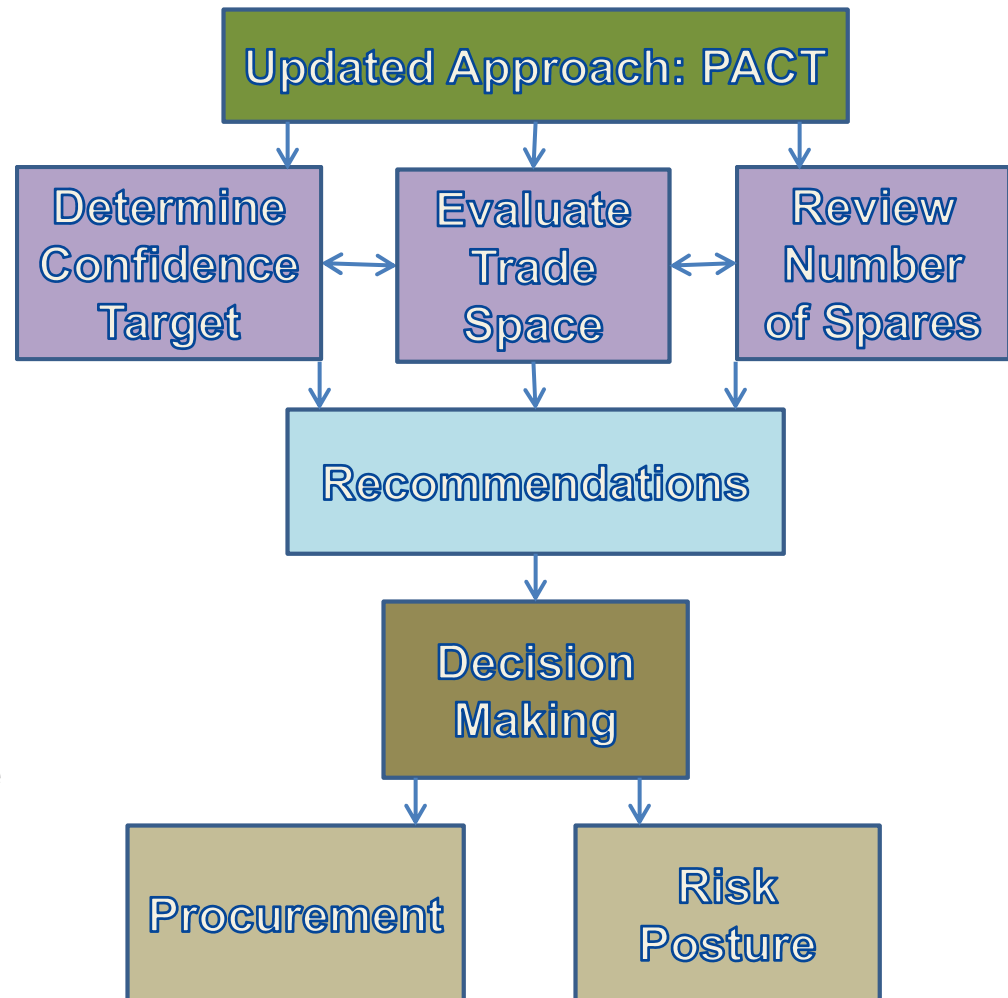 Updated Approach: PACT
Determine
Confidence
Target
Evaluate
Trade
Space
Review
Number
of Spares
Recommendations
Decision
Making
Procurement
Risk
Posture